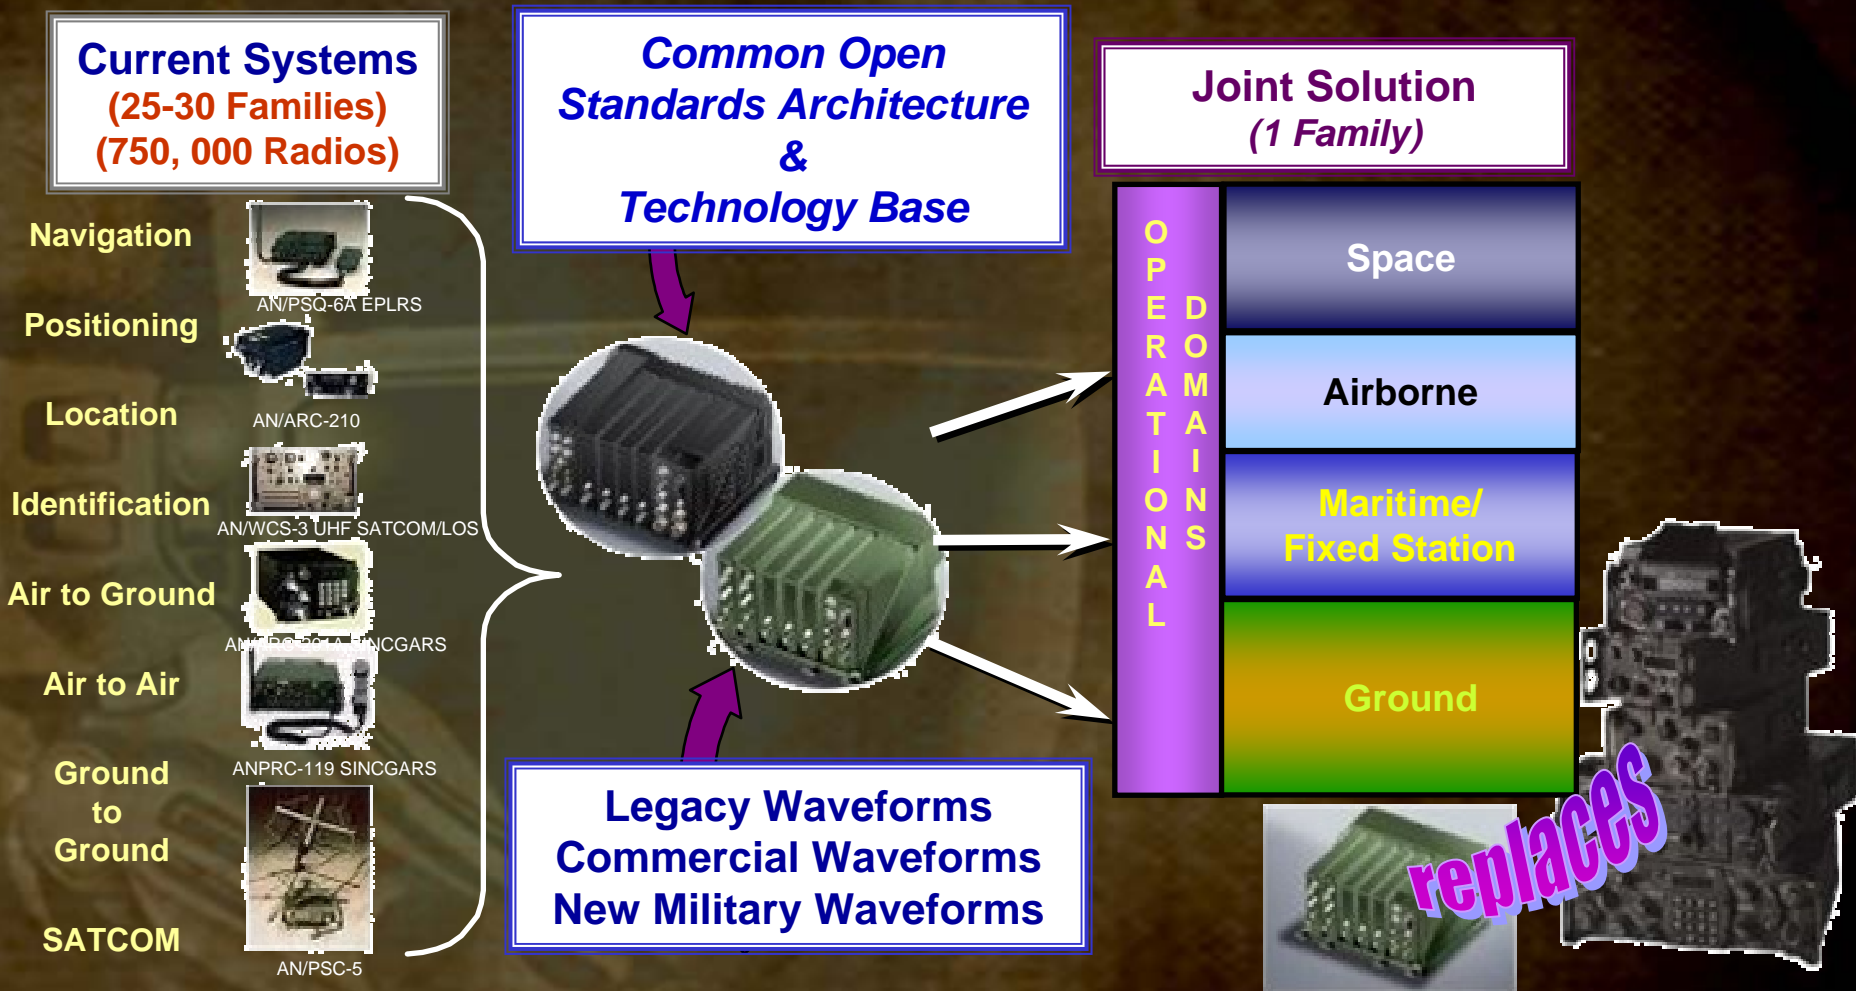 Current Systems
(25-30 Families)
(750, 000 Radios)
Navigation
Positioning
Location
Identification
Air to Ground
Air to Air
Ground
to
Ground
SATCOM
AN/PSQ-6A EPLRS
AN/ARC-210
AN/WCS-3 UHF SATCOM/LOS
SINCGARS
ANPRC-119 SINCGARS
AN/PSC-5
Common Open
Standards Architecture
&
Technology Base
Legacy Waveforms
Commercial Waveforms
New Military Waveforms
Joint Solution
(1 Family)
OPERATIONAL
DOMAINS
Space
Airborne
Maritime/
Fixed Station
Ground
replaces